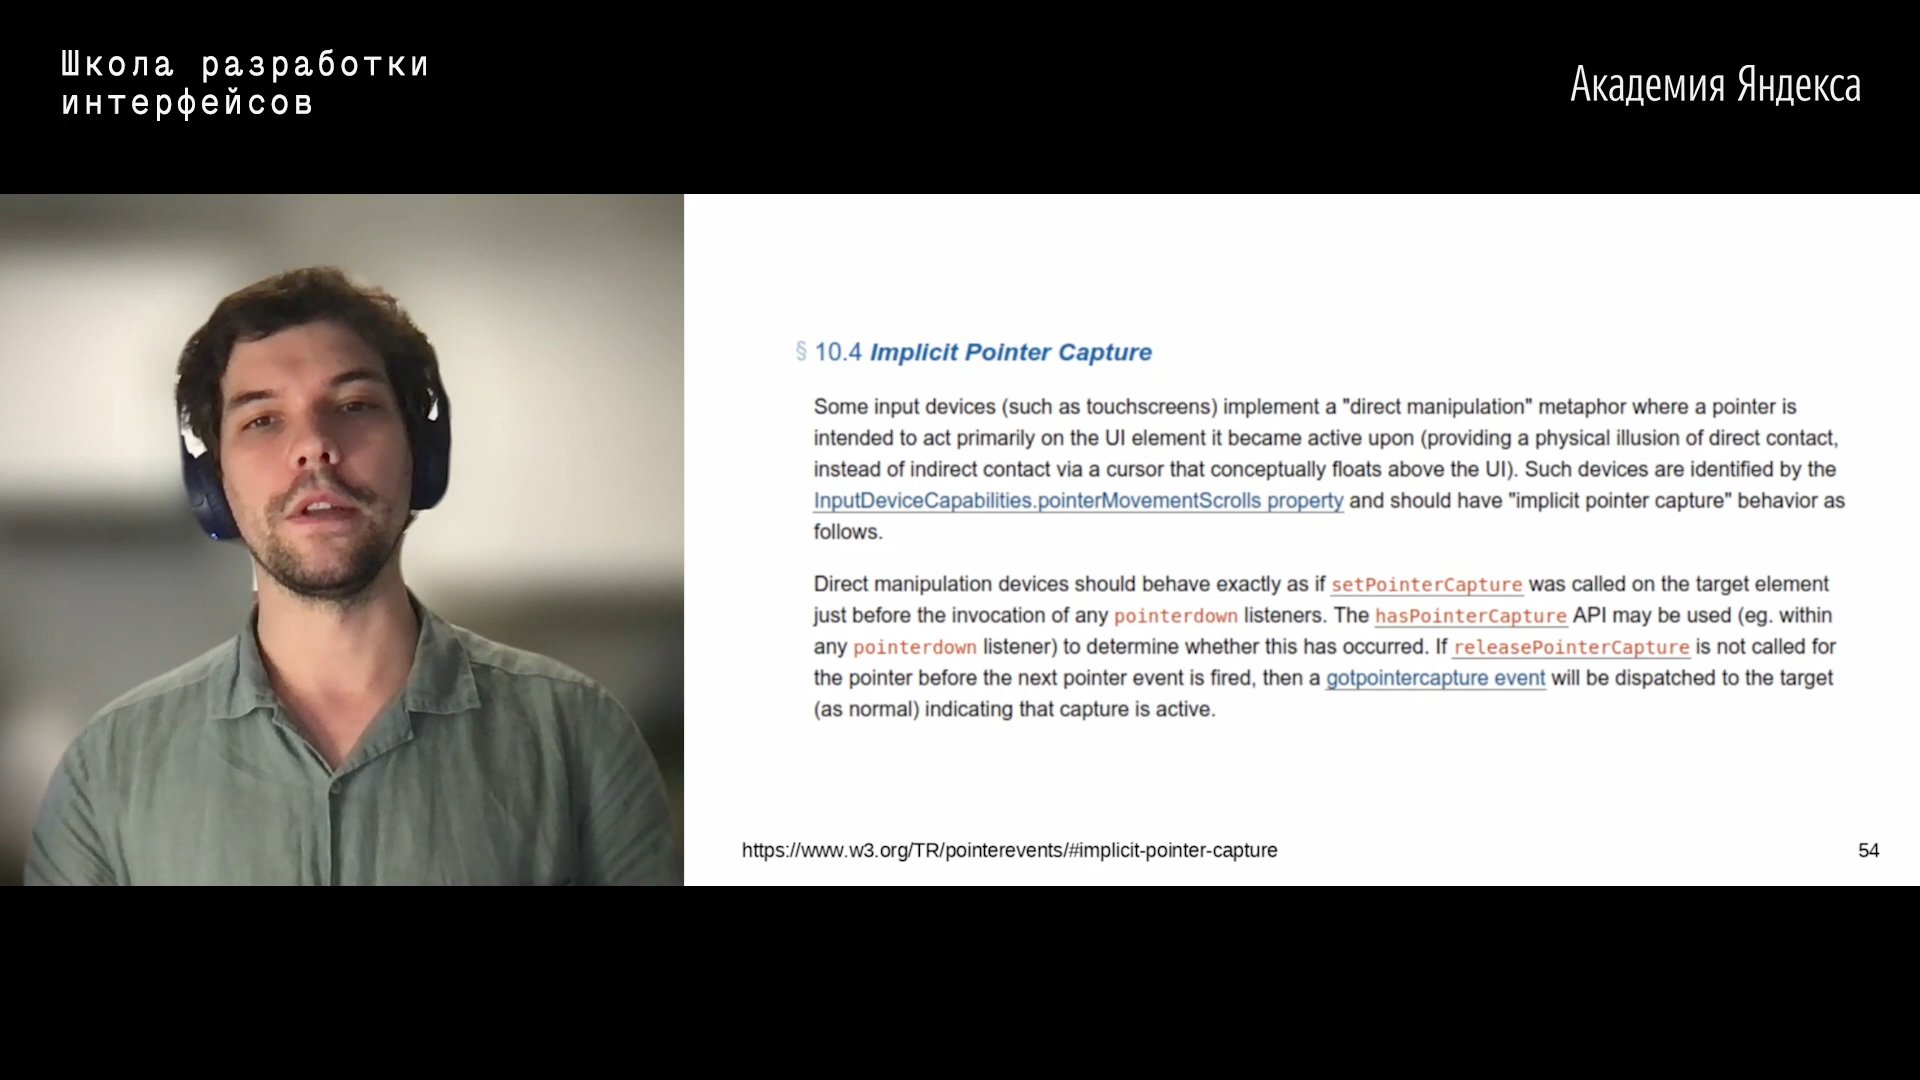 Школа разработки
интерфейсов
Академия Яндекса
§ 10.4 Implicit Pointer Capture
Some input devices (such as touchscreens) implement a "direct manipulation" metaphor where a pointer is
intended to act primarily on the UI element it became active upon (providing a physical illusion of direct contact,
instead of indirect contact via a cursor that conceptually floats above the UI). Such devices are identified by the
InputDeviceCapabilities.pointerMovementScrolls property and should have "implicit pointer capture" behavior as
follows.
Direct manipulation devices should behave exactly as if setPointerCapture was called on the target element
just before the invocation of any pointerdown listeners. The hasPointerCapture API may be used (eg. within
any pointerdown listener) to determine whether this has occurred. If releasePointerCapture is not called for
the pointer before the next pointer event is fired, then a gotpointercapture event will be dispatched to the target
(as normal) indicating that capture is active.
https://www.w3.org/TR/pointerevents/#implicit-pointer-capture
54